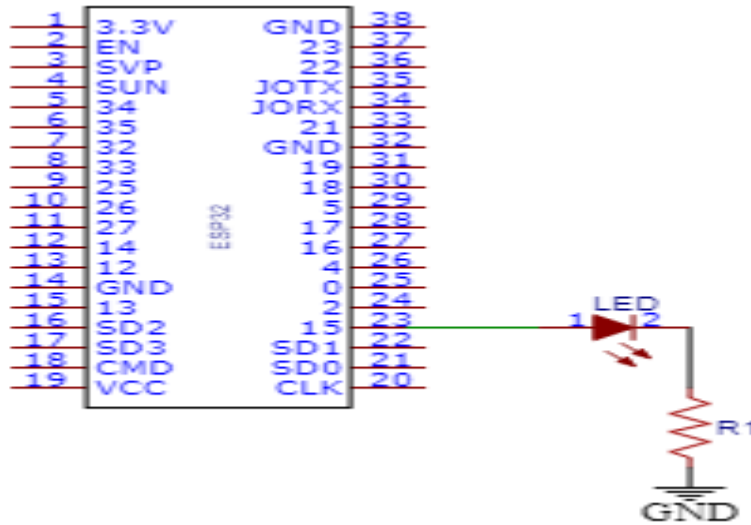 1 3.3V GND 38
2 EN 23 37
3 SVP 22 36
4 SUN JOTX 35
5 34 JORX 34
6 35 21 33
7 32 GND 32
8 33 19 31
9 25 18 30
10 26 5 29
11 27 17 28
12 14 16 27
13 12 4 26
14 GND 0 25
15 13 2 24
16 SD2 15 23
17 SD3 SD1 22
18 CMD SD0 21
19 VCC CLK 20
ESP32
LED
1 2
R1
GND